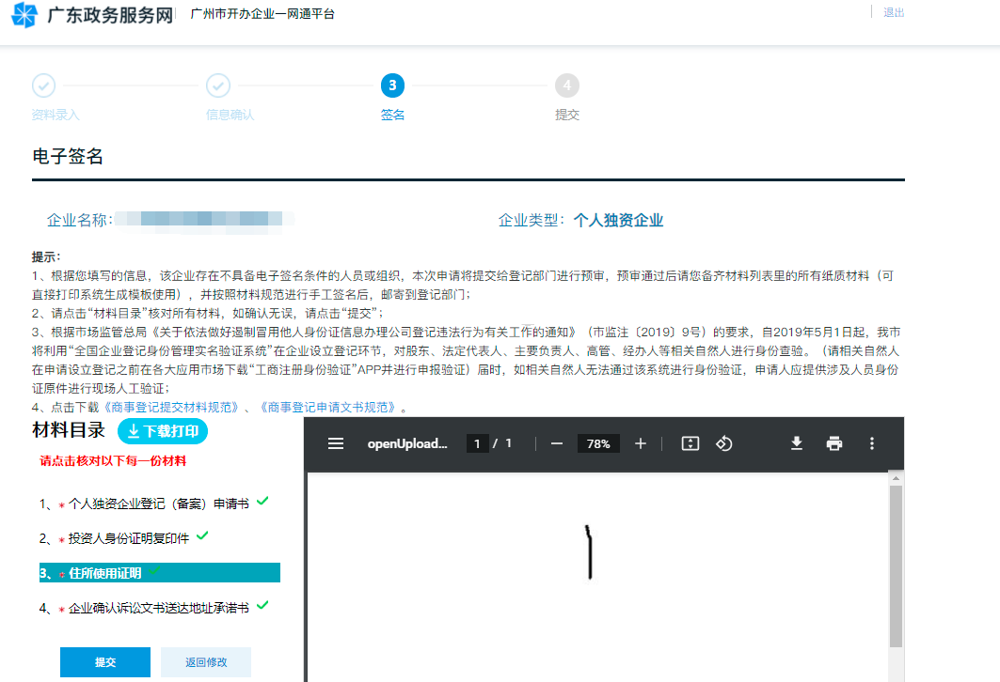 广东政务服务网 广州市开办企业一网通平台 退出
3 4
资料录入 信息确认 签名 提交
电子签名
企业名称: 企业类型: 个人独资企业
提示:
1、根据您填写的信息，该企业存在不具备电子签名条件的人员或组织，本次申请将提交给登记部门进行预审，预审通过后请您备齐材料列表里的所有纸质材料（可
直接打印系统生成模板使用），并按照材料规范进行手工签名后，邮寄到登记部门；
2、请点击“材料目录”核对所有材料，如确认无误，请点击“提交”；
3、根据市场监管总局《关于依法做好遏制冒用他人身份证信息办理公司登记违法行为有关工作的通知》（市监注〔2019〕9号）的要求，自2019年5月1日起，我市
将利用“全国企业登记身份管理实名验证系统”在企业设立登记环节，对股东、法定代表人、主要负责人、高管、经办人等相关自然人进行身份查验。（请相关自然人
在申请设立登记之前在各大应用市场下载“工商注册身份验证”APP并进行申报验证）届时，如相关自然人无法通过该系统进行身份验证，申请人应提供涉及人员身份
证原件进行现场人工验证；
4、点击下载《商事登记提交材料规范》、《商事登记申请文书规范》。
材料目录 下载打印
请点击核对以下每一份材料
openUpload... 1 / 1 78%
1、* 个人独资企业登记（备案）申请书
2、* 投资人身份证明复印件
3、* 住所使用证明
4、* 企业确认诉讼文书送达地址承诺书
提交 返回修改